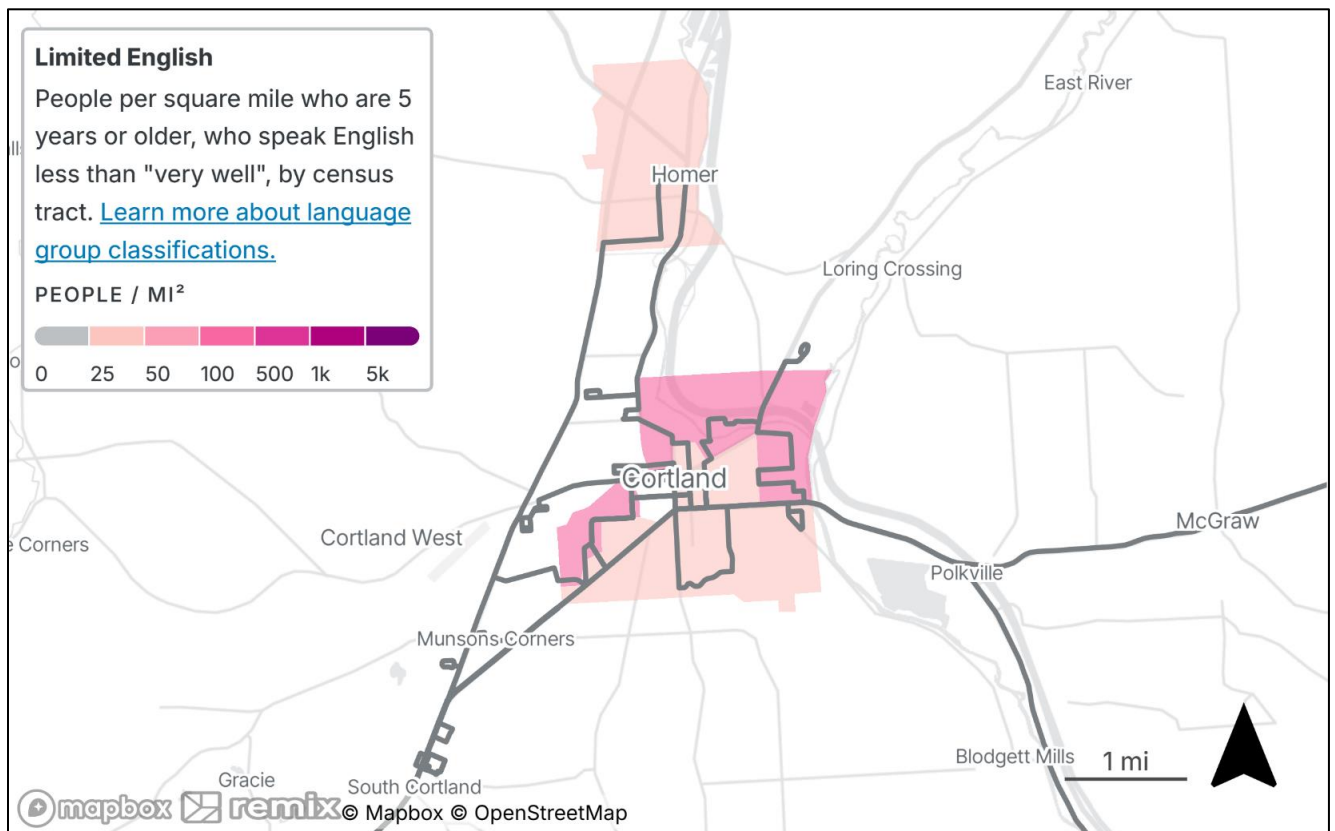 Limited English
People per square mile who are 5
years or older, who speak English
less than "very well", by census
tract. Learn more about language
group classifications.
PEOPLE / MI²
0 25 50 100 500 1k 5k
East River
Homer
Loring Crossing
Cortland
Cortland West
McGraw
Corners
Polkville
Munsons Corners
Blodgett Mills
1 mi
Gracie
South Cortland
mapbox remix © Mapbox © OpenStreetMap